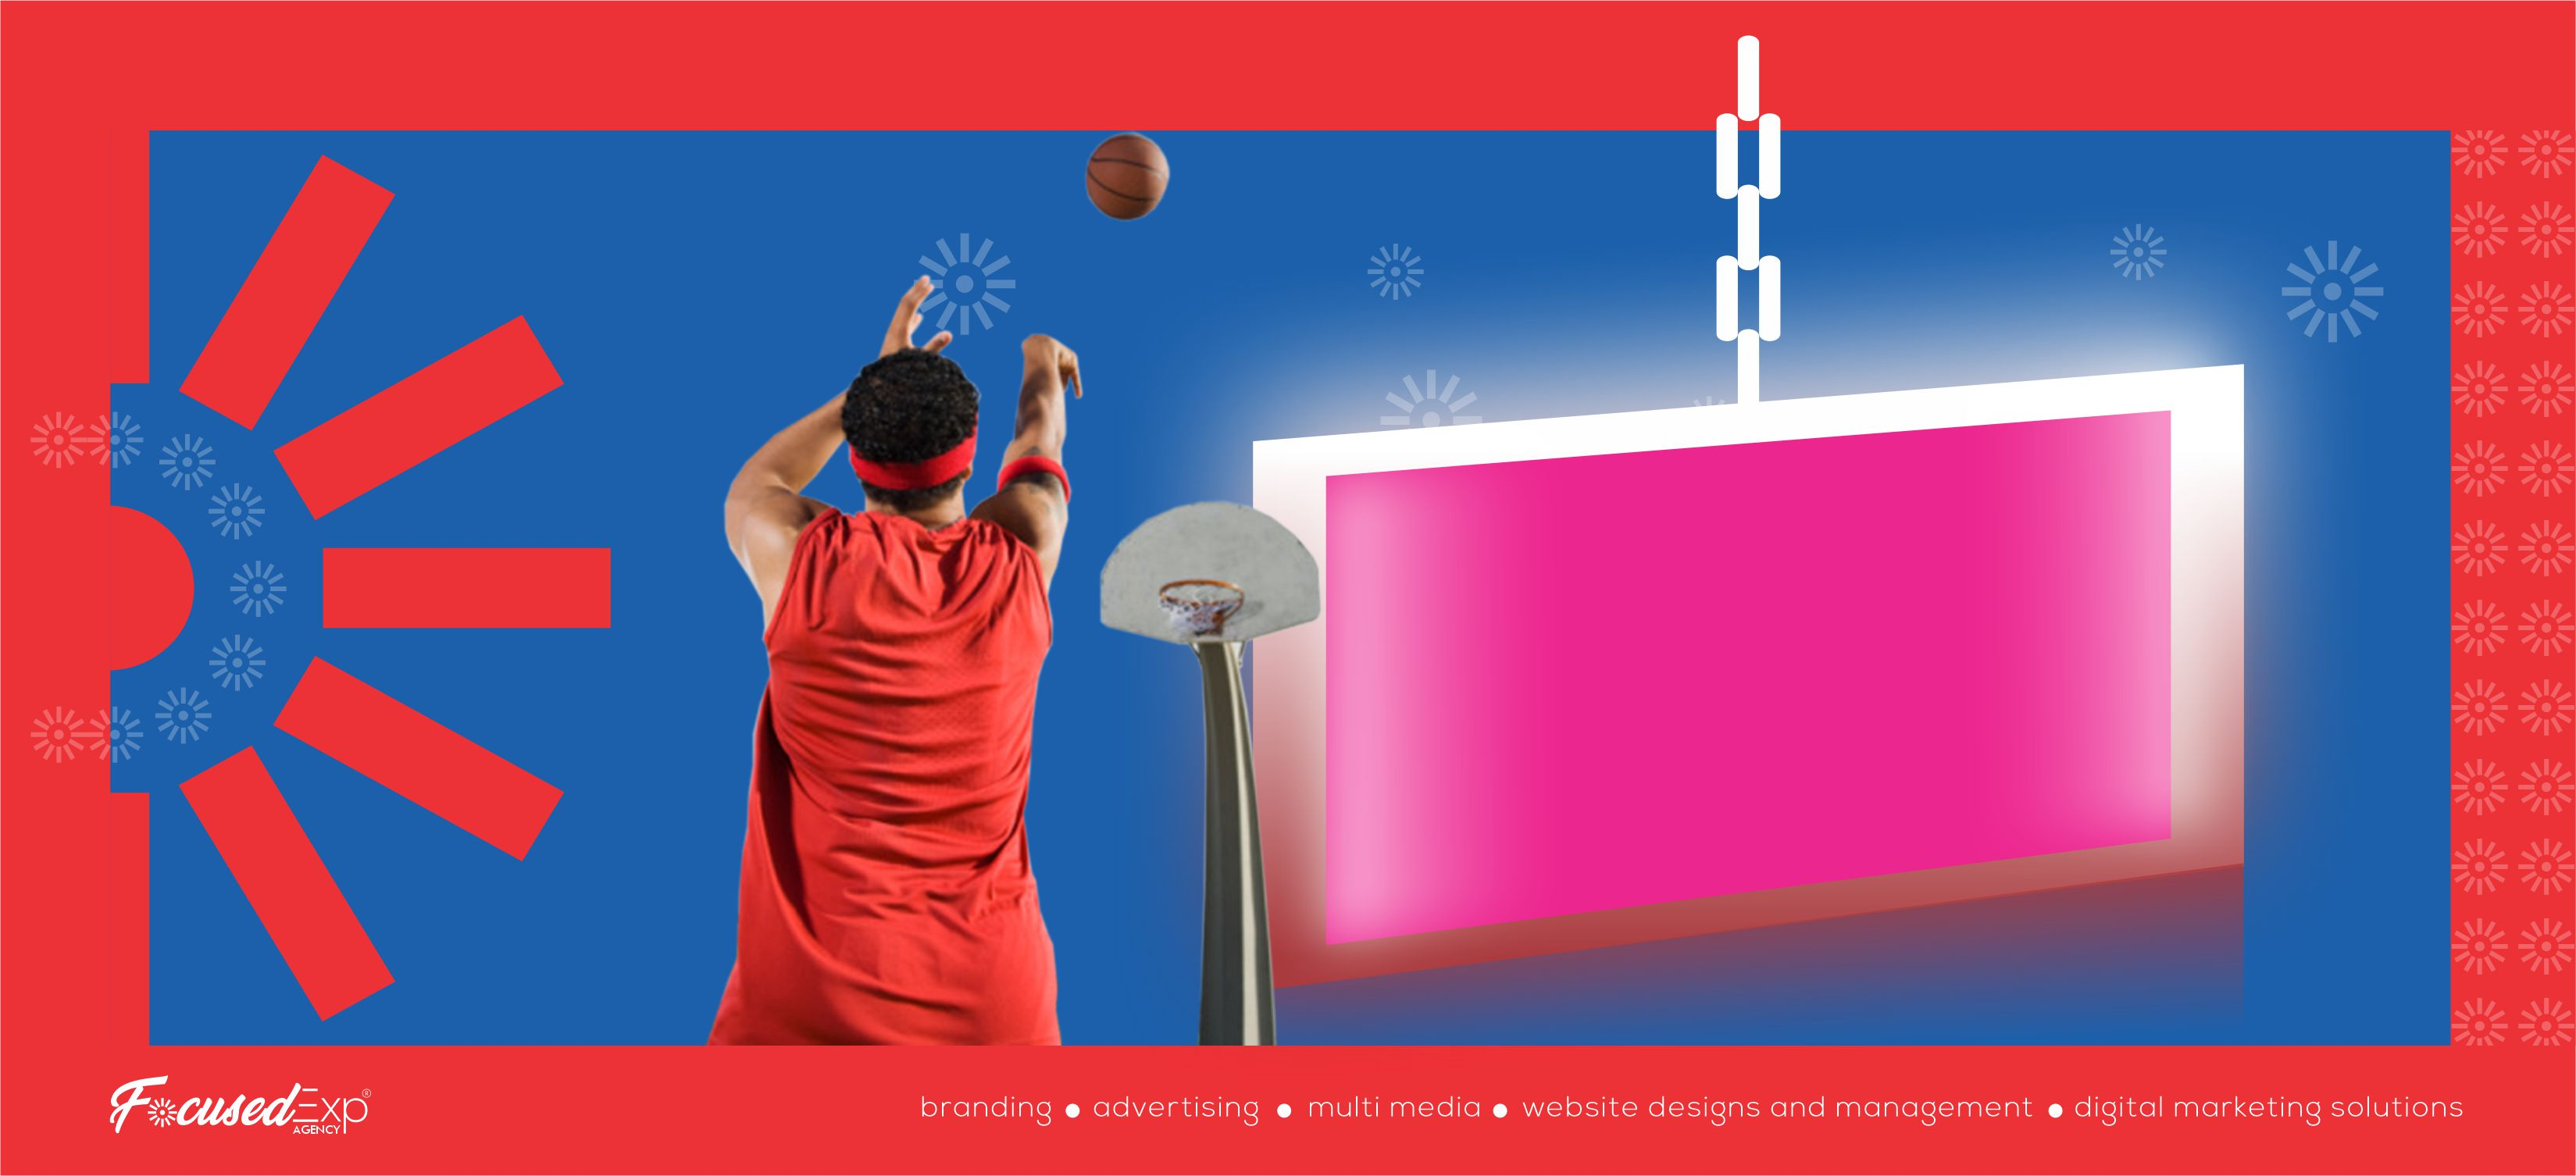 FocusedExp®
AGENCY
branding ● advertising ● multi media ● website designs and management ● digital marketing solutions